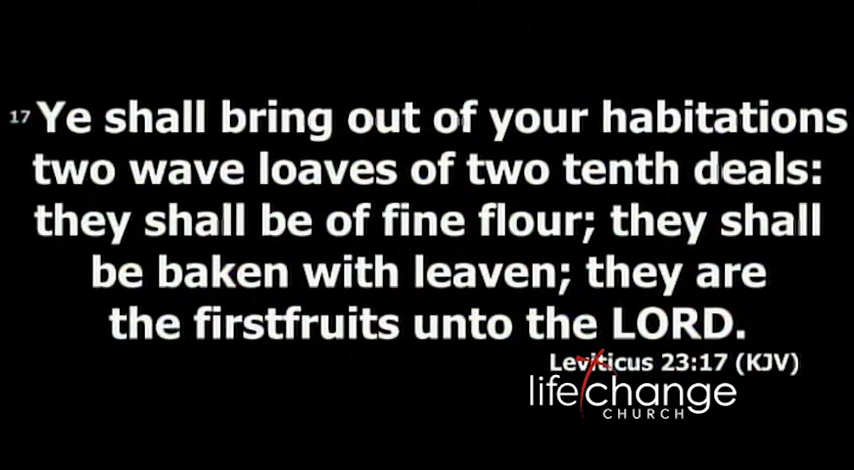 17 Ye shall bring out of your habitations
two wave loaves of two tenth deals:
they shall be of fine flour; they shall
be baken with leaven; they are
the firstfruits unto the LORD.
Leviticus 23:17 (KJV)
life change
CHURCH